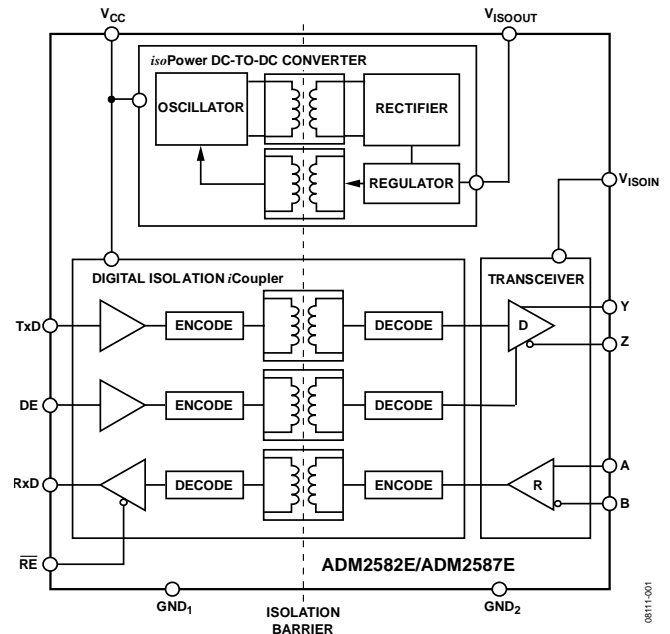 VCC
VISOOUT
isoPower DC-TO-DC CONVERTER
OSCILLATOR
RECTIFIER
REGULATOR
VISOIN
DIGITAL ISOLATION iCoupler
TRANSCEIVER
TxD
ENCODE
DECODE
D
Y
Z
DE
ENCODE
DECODE
RxD
DECODE
ENCODE
R
A
B
RE
ADM2582E/ADM2587E
GND1
ISOLATION
BARRIER
GND2
08111-001